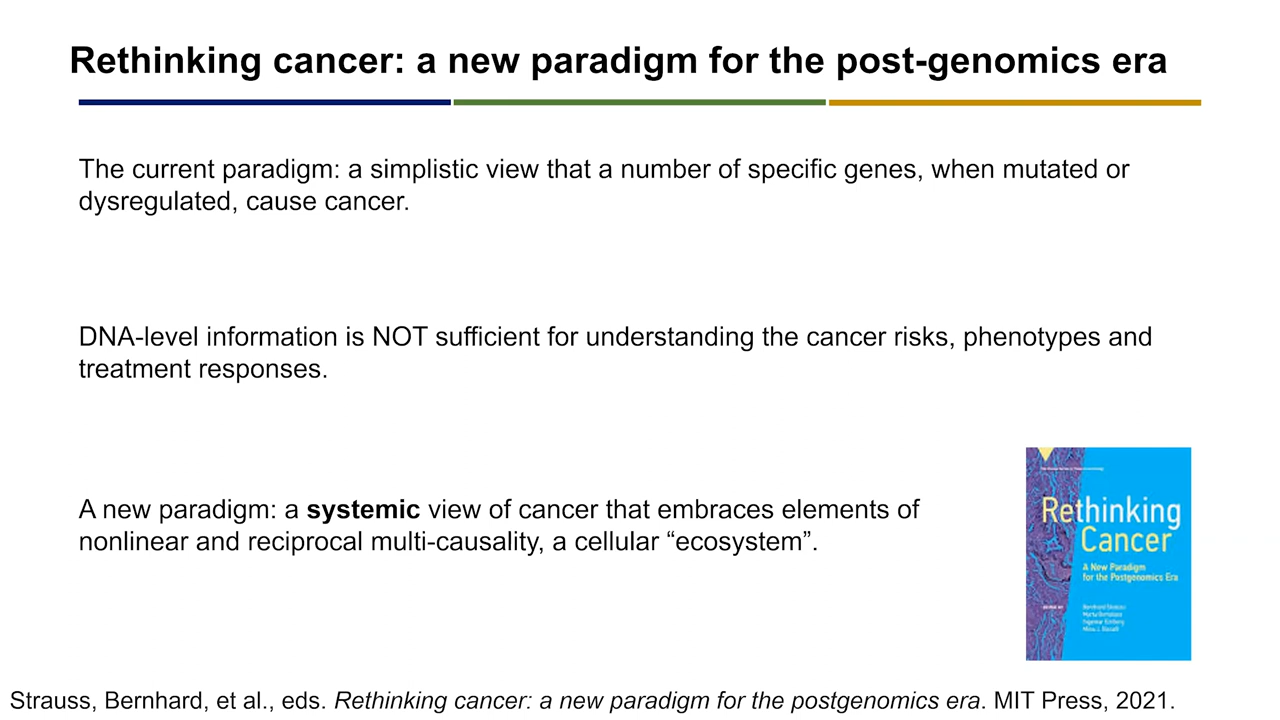 Rethinking cancer: a new paradigm for the post-genomics era
The current paradigm: a simplistic view that a number of specific genes, when mutated or
dysregulated, cause cancer.
DNA-level information is NOT sufficient for understanding the cancer risks, phenotypes and
treatment responses.
A new paradigm: a systemic view of cancer that embraces elements of
nonlinear and reciprocal multi-causality, a cellular “ecosystem”.
Rethinking
Cancer
A New Paradigm
for the Postgenomics Era
Strauss, Bernhard, et al., eds. Rethinking cancer: a new paradigm for the postgenomics era. MIT Press, 2021.